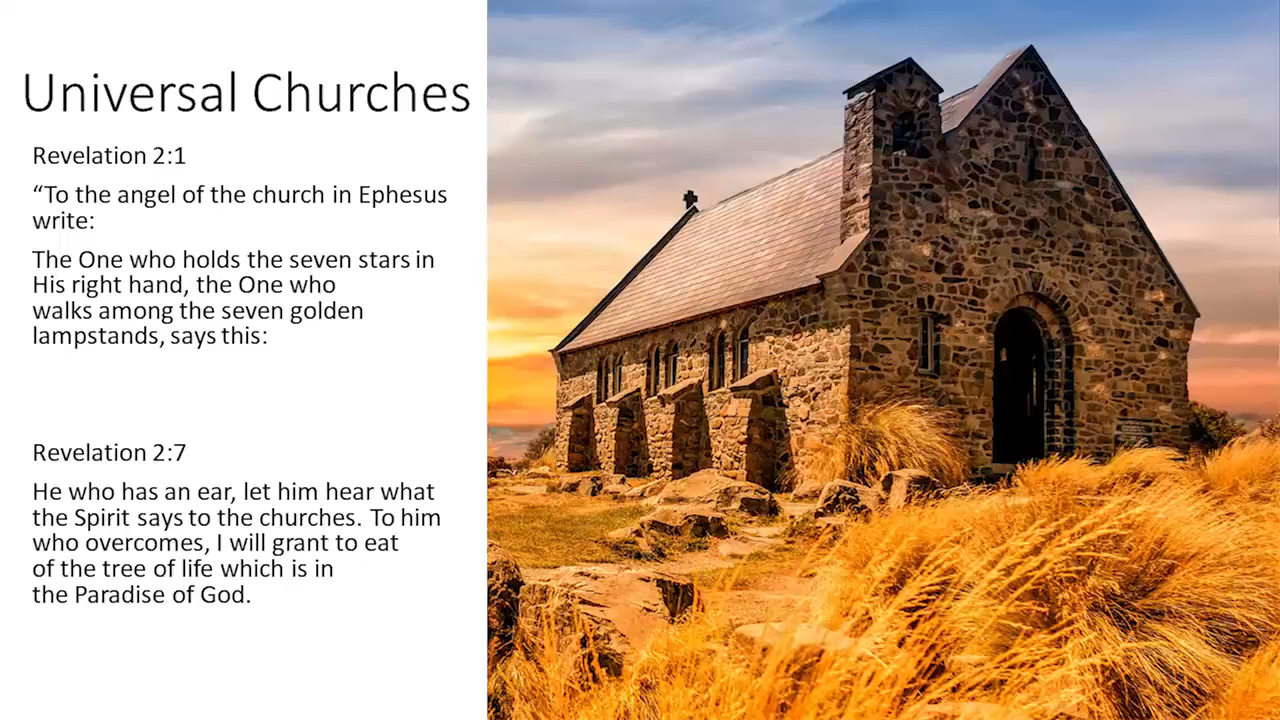 Universal Churches
Revelation 2:1
“To the angel of the church in Ephesus
write:
The One who holds the seven stars in
His right hand, the One who
walks among the seven golden
lampstands, says this:
Revelation 2:7
He who has an ear, let him hear what
the Spirit says to the churches. To him
who overcomes, I will grant to eat
of the tree of life which is in
the Paradise of God.